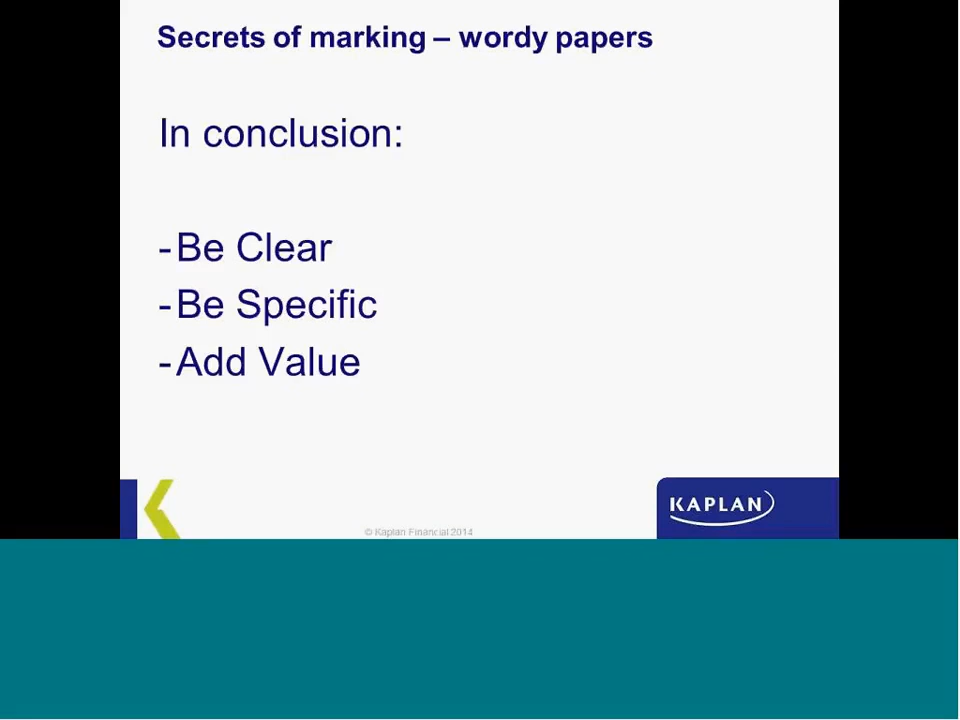 Secrets of marking – wordy papers
In conclusion:
-Be Clear
-Be Specific
-Add Value
KAPLAN
© Kaplan Financial 2014